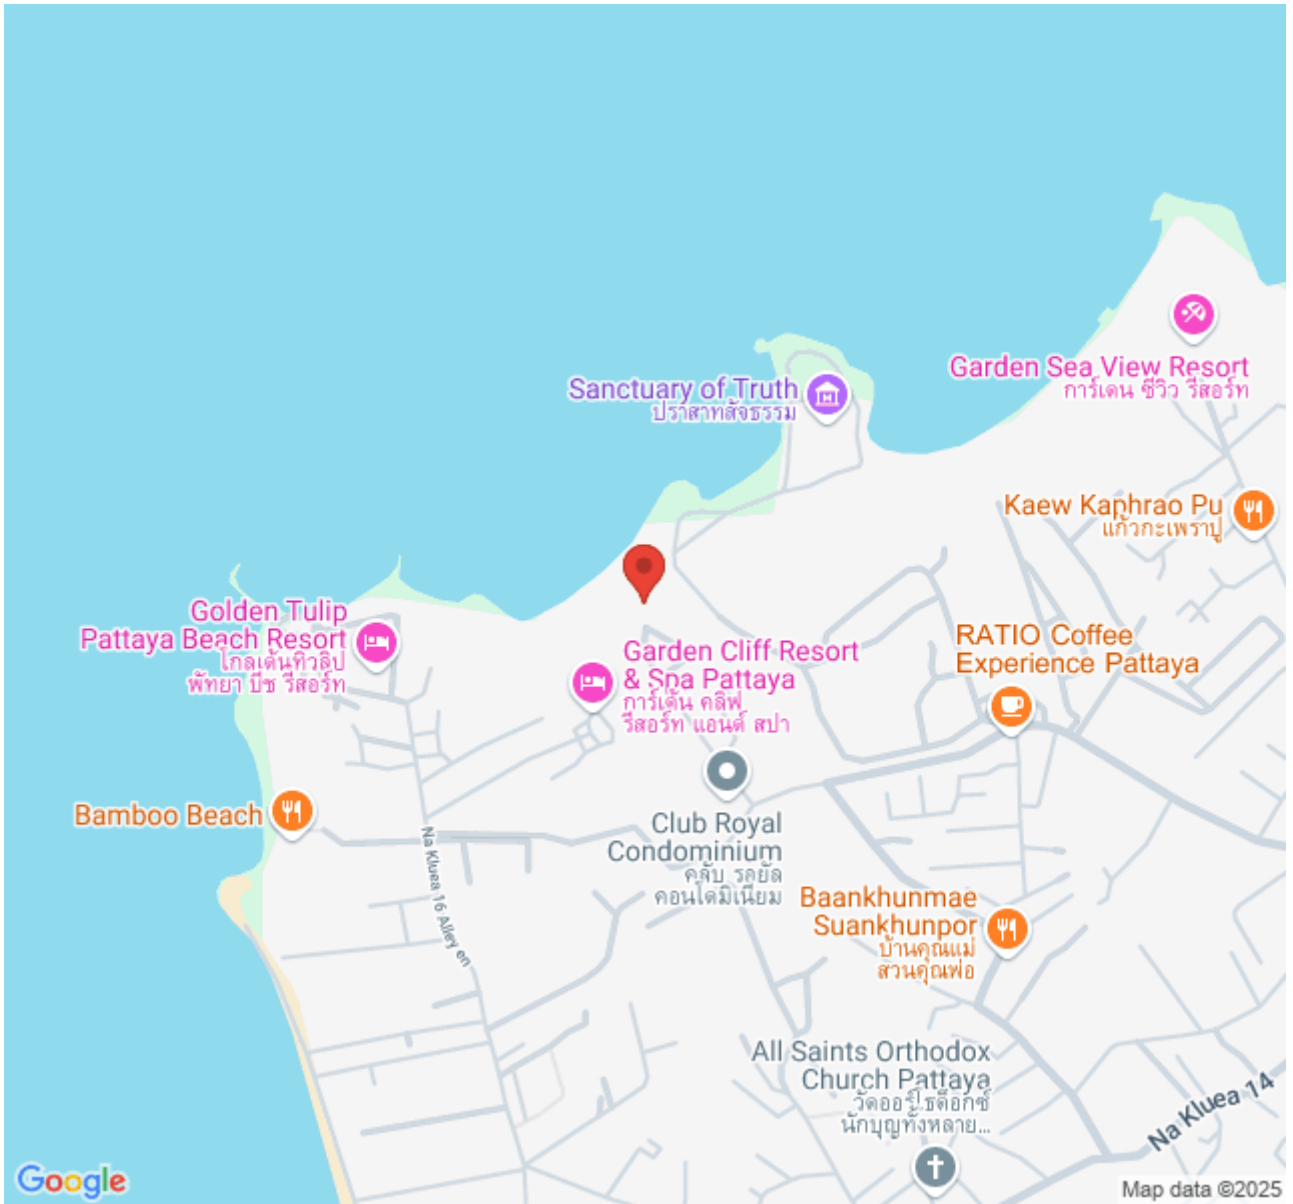 Garden Sea View Resort
การ์เดน ซีวิว รีสอร์ท
Sanctuary of Truth
ปราสาทสัจธรรม
Kaew Kaphrao Pu
แก้วกะเพราปู
Golden Tulip
Pattaya Beach Resort
โกลเด้นทิวลิป
พัทยา บีช รีสอร์ท
Garden Cliff Resort
& Spa Pattaya
การ์เด้น คลิฟ
รีสอร์ท แอนด์ สปา
RATIO Coffee
Experience Pattaya
Bamboo Beach
Club Royal
Condominium
คลับ รอยัล
คอนโดมิเนียม
Na Kluea 16 Alley en
Baankhunmae
Suankhunpor
บ้านคุณแม่
สวนคุณพ่อ
All Saints Orthodox
Church Pattaya
วัดออร์โธด็อกซ์
นักบุญทั้งหลาย...
Na Kluea 14
Google
Map data ©2025